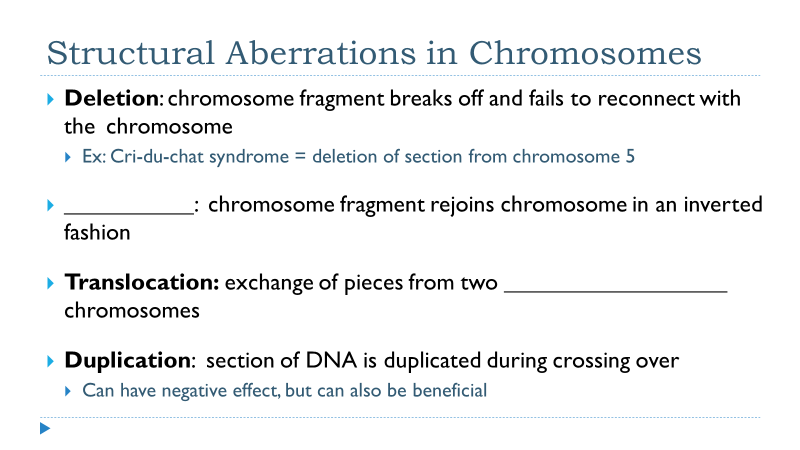 Structural Aberrations in Chromosomes
Deletion: chromosome fragment breaks off and fails to reconnect with
the chromosome
Ex: Cri-du-chat syndrome = deletion of section from chromosome 5
___________: chromosome fragment rejoins chromosome in an inverted
fashion
Translocation: exchange of pieces from two ___________________
chromosomes
Duplication: section of DNA is duplicated during crossing over
Can have negative effect, but can also be beneficial